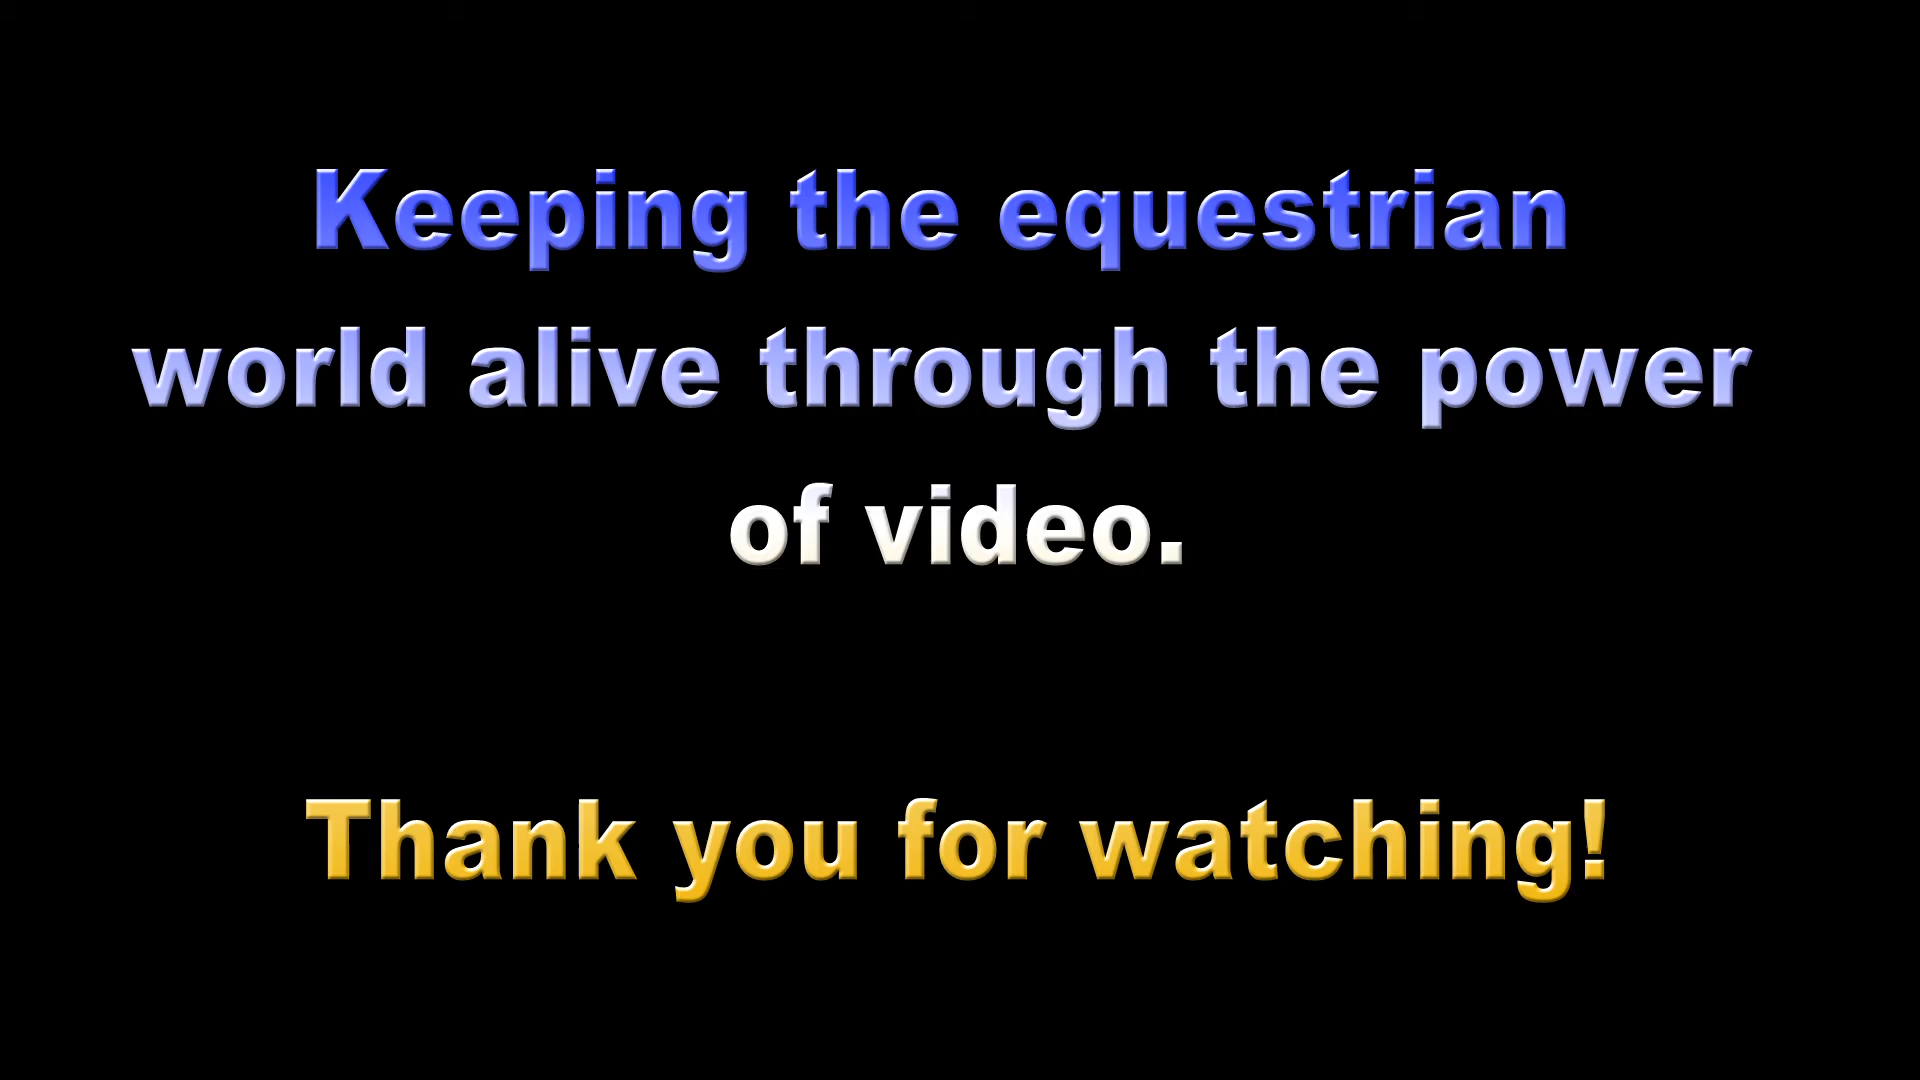 Keeping the equestrian
world alive through the power
of video.
Thank you for watching!